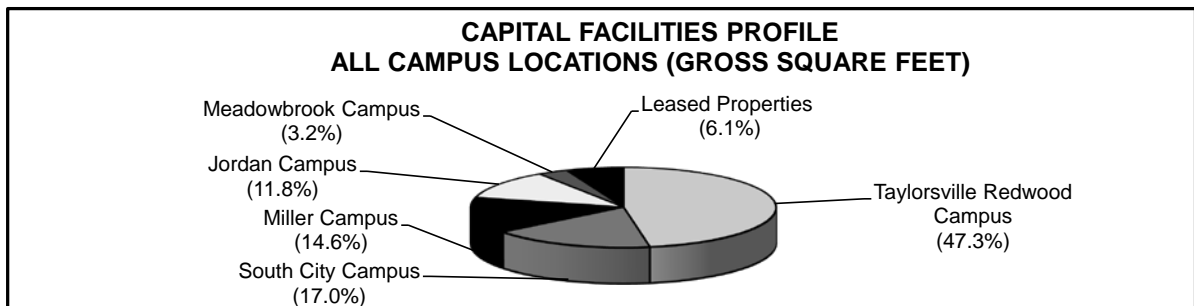 CAPITAL FACILITIES PROFILE
ALL CAMPUS LOCATIONS (GROSS SQUARE FEET)
Meadowbrook Campus
(3.2%)
Leased Properties
(6.1%)
Jordan Campus
(11.8%)
Taylorsville Redwood
Campus
(47.3%)
Miller Campus
(14.6%)
South City Campus
(17.0%)